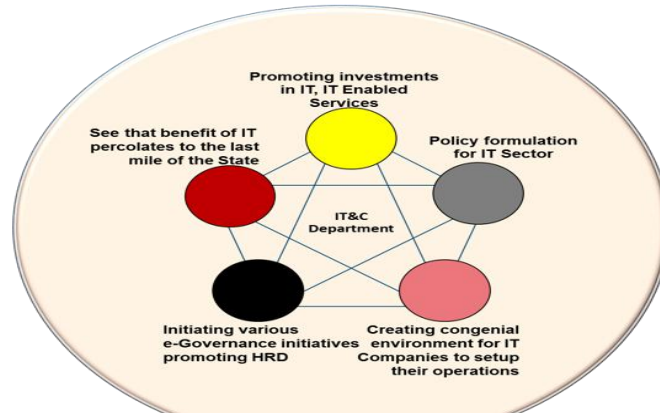 Promoting investments
in IT, IT Enabled
Services
See that benefit of IT
percolates to the last
mile of the State
Policy formulation
for IT Sector
IT&C
Department
Initiating various
e-Governance initiatives
promoting HRD
Creating congenial
environment for IT
Companies to setup
their operations